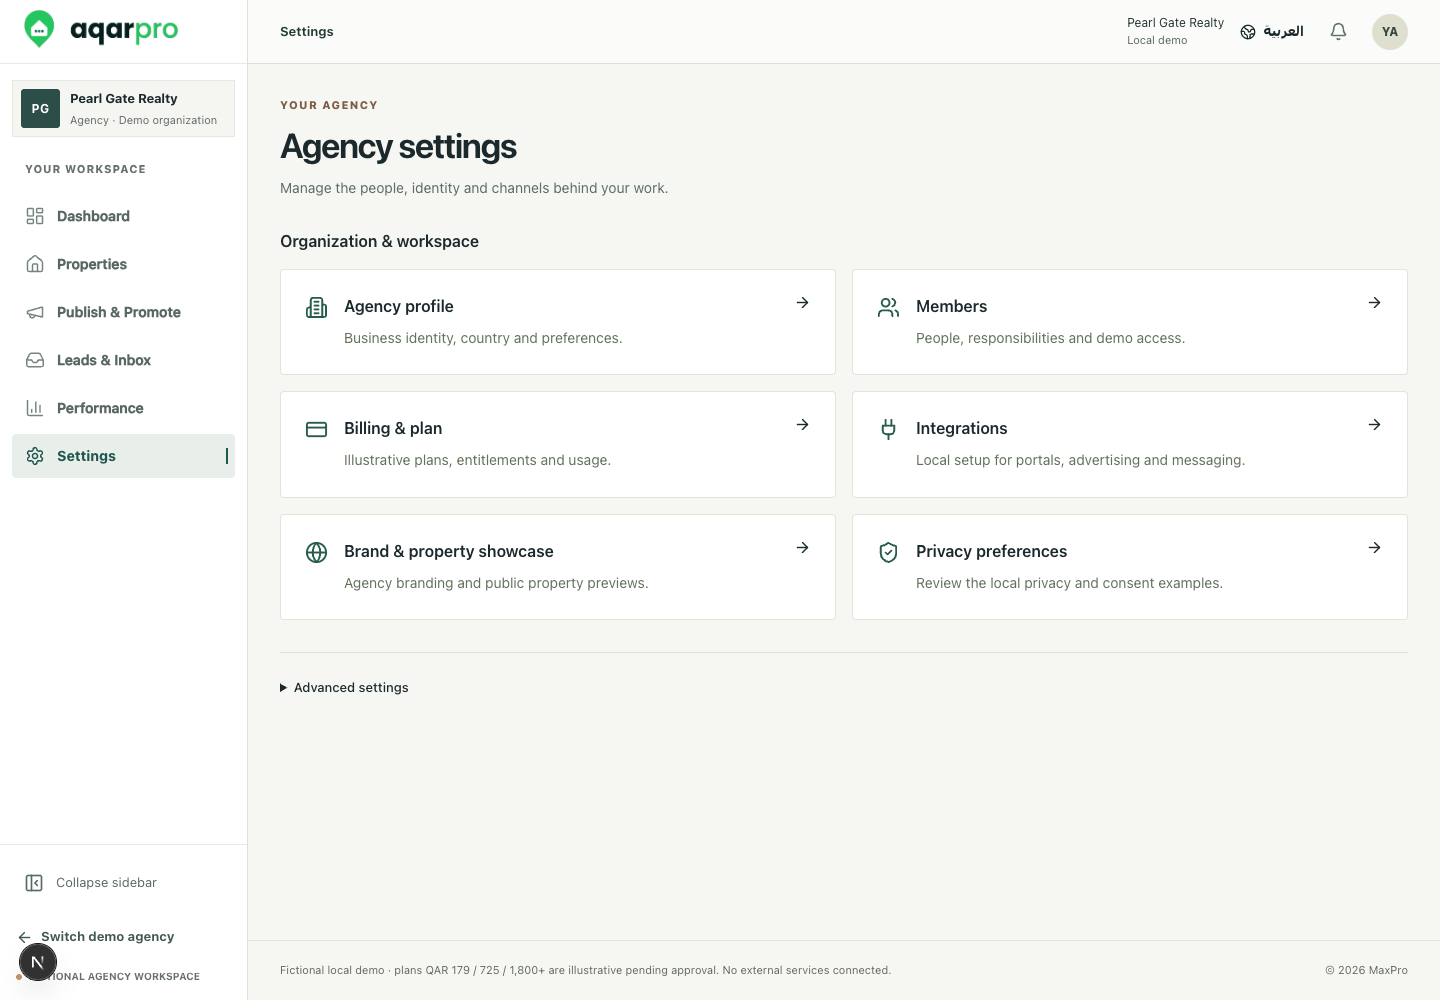 aqarpro
Pearl Gate Realty
Agency · Demo organization
PG
YOUR WORKSPACE
Dashboard
Properties
Publish & Promote
Leads & Inbox
Performance
Settings
Collapse sidebar
Switch demo agency
AGENCY WORKSPACE
N
Settings
Pearl Gate Realty
Local demo
العربية
YA
YOUR AGENCY
Agency settings
Manage the people, identity and channels behind your work.
Organization & workspace
Agency profile
Business identity, country and preferences.
Members
People, responsibilities and demo access.
Billing & plan
Illustrative plans, entitlements and usage.
Integrations
Local setup for portals, advertising and messaging.
Brand & property showcase
Agency branding and public property previews.
Privacy preferences
Review the local privacy and consent examples.
Advanced settings
Fictional local demo · plans QAR 179 / 725 / 1,800+ are illustrative pending approval. No external services connected.
© 2026 MaxPro